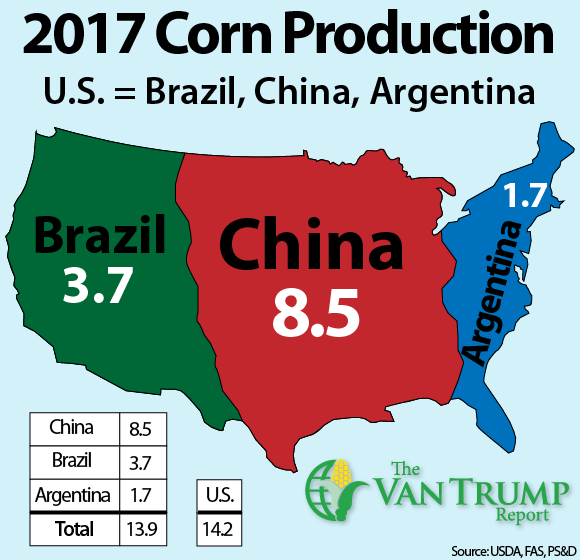 2017 Corn Production
U.S. = Brazil, China, Argentina
Brazil
3.7
China
8.5
1.7
Argentina
China 8.5
Brazil 3.7
Argentina 1.7
Total 13.9
U.S.
14.2
The
VAN TRUMP
REPORT
Source: USDA, FAS, PS&D